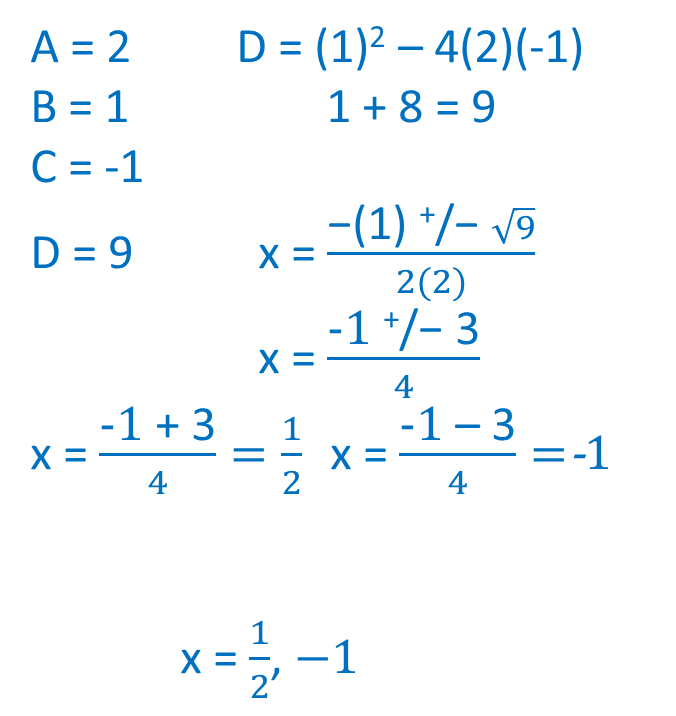 A = 2 D = (1)² – 4(2)(-1)
B = 1 1 + 8 = 9
C = -1
D = 9 x = −(1) ⁺/− √9 / 2(2)
x = -1 ⁺/− 3 / 4
x = -1 + 3 / 4 = 1/2 x = -1 – 3 / 4 = -1
x = 1/2, −1